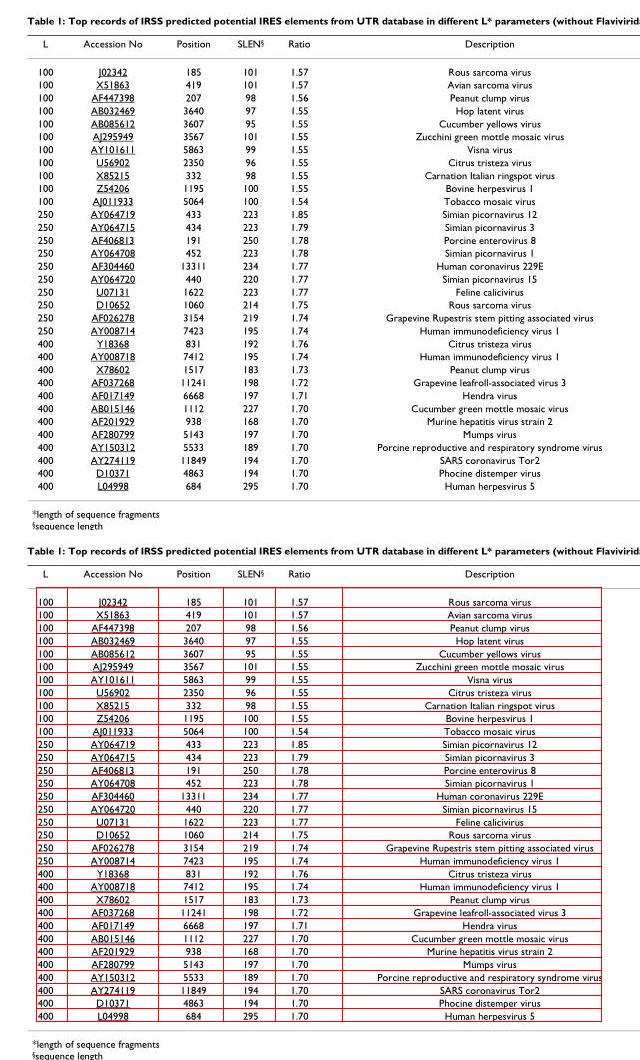 Table 1: Top records of IRSS predicted potential IRES elements from UTR database in different L* parameters (without Flavivirid
L Accession No Position SLEN§ Ratio Description
100 J02342 185 101 1.57 Rous sarcoma virus
100 X51863 419 101 1.57 Avian sarcoma virus
100 AF447398 207 98 1.56 Peanut clump virus
100 AB032469 3640 97 1.55 Hop latent virus
100 AB085612 3607 95 1.55 Cucumber yellows virus
100 AJ295949 3567 101 1.55 Zucchini green mottle mosaic virus
100 AY101611 5863 99 1.55 Visna virus
100 U56902 2350 96 1.55 Citrus tristeza virus
100 X85215 332 98 1.55 Carnation Italian ringspot virus
100 Z54206 1195 100 1.55 Bovine herpesvirus 1
100 AJ011933 5064 100 1.54 Tobacco mosaic virus
250 AY064719 433 223 1.85 Simian picornavirus 12
250 AY064715 434 223 1.79 Simian picornavirus 3
250 AF406813 191 250 1.78 Porcine enterovirus 8
250 AY064708 452 223 1.78 Simian picornavirus 1
250 AF304460 13311 234 1.77 Human coronavirus 229E
250 AY064720 440 220 1.77 Simian picornavirus 15
250 U07131 1622 223 1.77 Feline calicivirus
250 D10652 1060 214 1.75 Rous sarcoma virus
250 AF026278 3154 219 1.74 Grapevine Rupestris stem pitting associated virus
250 AY008714 7423 195 1.74 Human immunodeficiency virus 1
400 Y18368 831 192 1.76 Citrus tristeza virus
400 AY008718 7412 195 1.74 Human immunodeficiency virus 1
400 X78602 1517 183 1.73 Peanut clump virus
400 AF037268 11241 198 1.72 Grapevine leafroll-associated virus 3
400 AF017149 6668 197 1.71 Hendra virus
400 AB015146 1112 227 1.70 Cucumber green mottle mosaic virus
400 AF201929 938 168 1.70 Murine hepatitis virus strain 2
400 AF280799 5143 197 1.70 Mumps virus
400 AY150312 5533 189 1.70 Porcine reproductive and respiratory syndrome virus
400 AY274119 11849 194 1.70 SARS coronavirus Tor2
400 D10371 4863 194 1.70 Phocine distemper virus
400 L04998 684 295 1.70 Human herpesvirus 5
*length of sequence fragments
§sequence length
Table 1: Top records of IRSS predicted potential IRES elements from UTR database in different L* parameters (without Flavivirid
L Accession No Position SLEN§ Ratio Description
100 J02342 185 101 1.57 Rous sarcoma virus
100 X51863 419 101 1.57 Avian sarcoma virus
100 AF447398 207 98 1.56 Peanut clump virus
100 AB032469 3640 97 1.55 Hop latent virus
100 AB085612 3607 95 1.55 Cucumber yellows virus
100 AJ295949 3567 101 1.55 Zucchini green mottle mosaic virus
100 AY101611 5863 99 1.55 Visna virus
100 U56902 2350 96 1.55 Citrus tristeza virus
100 X85215 332 98 1.55 Carnation Italian ringspot virus
100 Z54206 1195 100 1.55 Bovine herpesvirus 1
100 AJ011933 5064 100 1.54 Tobacco mosaic virus
250 AY064719 433 223 1.85 Simian picornavirus 12
250 AY064715 434 223 1.79 Simian picornavirus 3
250 AF406813 191 250 1.78 Porcine enterovirus 8
250 AY064708 452 223 1.78 Simian picornavirus 1
250 AF304460 13311 234 1.77 Human coronavirus 229E
250 AY064720 440 220 1.77 Simian picornavirus 15
250 U07131 1622 223 1.77 Feline calicivirus
250 D10652 1060 214 1.75 Rous sarcoma virus
250 AF026278 3154 219 1.74 Grapevine Rupestris stem pitting associated virus
250 AY008714 7423 195 1.74 Human immunodeficiency virus 1
400 Y18368 831 192 1.76 Citrus tristeza virus
400 AY008718 7412 195 1.74 Human immunodeficiency virus 1
400 X78602 1517 183 1.73 Peanut clump virus
400 AF037268 11241 198 1.72 Grapevine leafroll-associated virus 3
400 AF017149 6668 197 1.71 Hendra virus
400 AB015146 1112 227 1.70 Cucumber green mottle mosaic virus
400 AF201929 938 168 1.70 Murine hepatitis virus strain 2
400 AF280799 5143 197 1.70 Mumps virus
400 AY150312 5533 189 1.70 Porcine reproductive and respiratory syndrome virus
400 AY274119 11849 194 1.70 SARS coronavirus Tor2
400 D10371 4863 194 1.70 Phocine distemper virus
400 L04998 684 295 1.70 Human herpesvirus 5
*length of sequence fragments
§sequence length